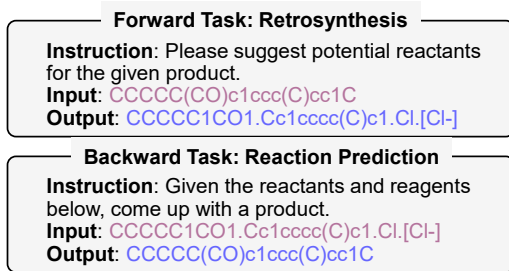 Forward Task: Retrosynthesis
Instruction: Please suggest potential reactants
for the given product.
Input: CCCCC(CO)c1ccc(C)cc1C
Output: CCCCC1CO1.Cc1cccc(C)c1.Cl.[Cl-]
Backward Task: Reaction Prediction
Instruction: Given the reactants and reagents
below, come up with a product.
Input: CCCCC1CO1.Cc1cccc(C)c1.Cl.[Cl-]
Output: CCCCC(CO)c1ccc(C)cc1C